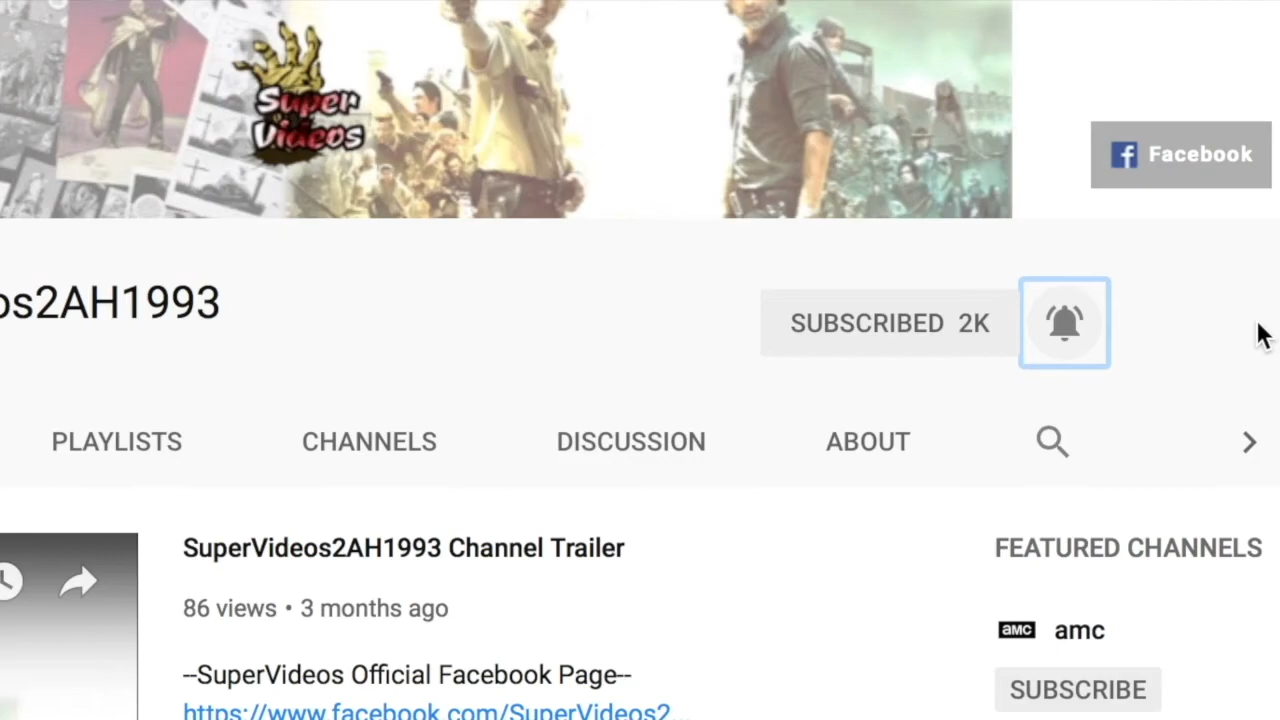 Super
Videos
Facebook
os2AH1993
SUBSCRIBED 2K
PLAYLISTS
CHANNELS
DISCUSSION
ABOUT
SuperVideos2AH1993 Channel Trailer
86 views • 3 months ago
--SuperVideos Official Facebook Page--
https://www.facebook.com/SuperVideos2...
FEATURED CHANNELS
amc amc
SUBSCRIBE